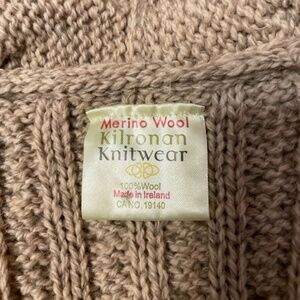 Merino Wool
Kilronan
Knitwear
100%Wool
Made in Ireland
CA NO. 19140